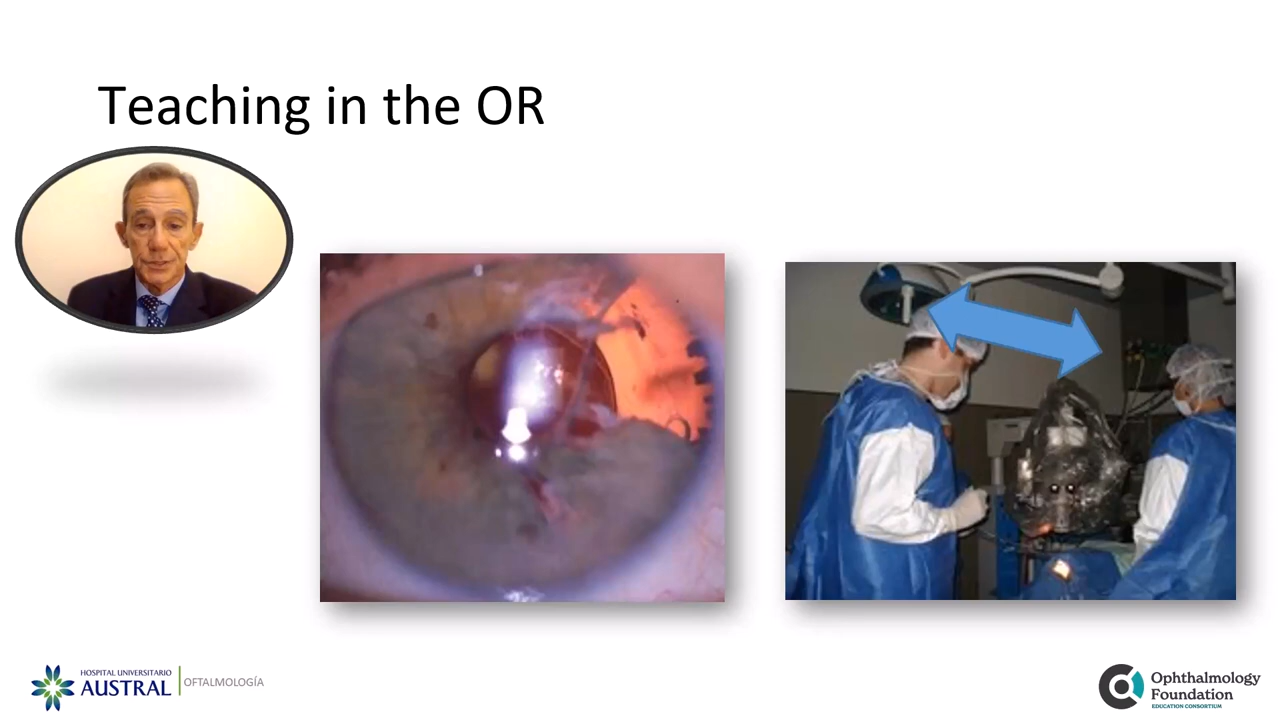 Teaching in the OR
HOSPITAL UNIVERSITARIO
AUSTRAL
OFTALMOLOGÍA
Ophthalmology
Foundation
EDUCATION CONSORTIUM